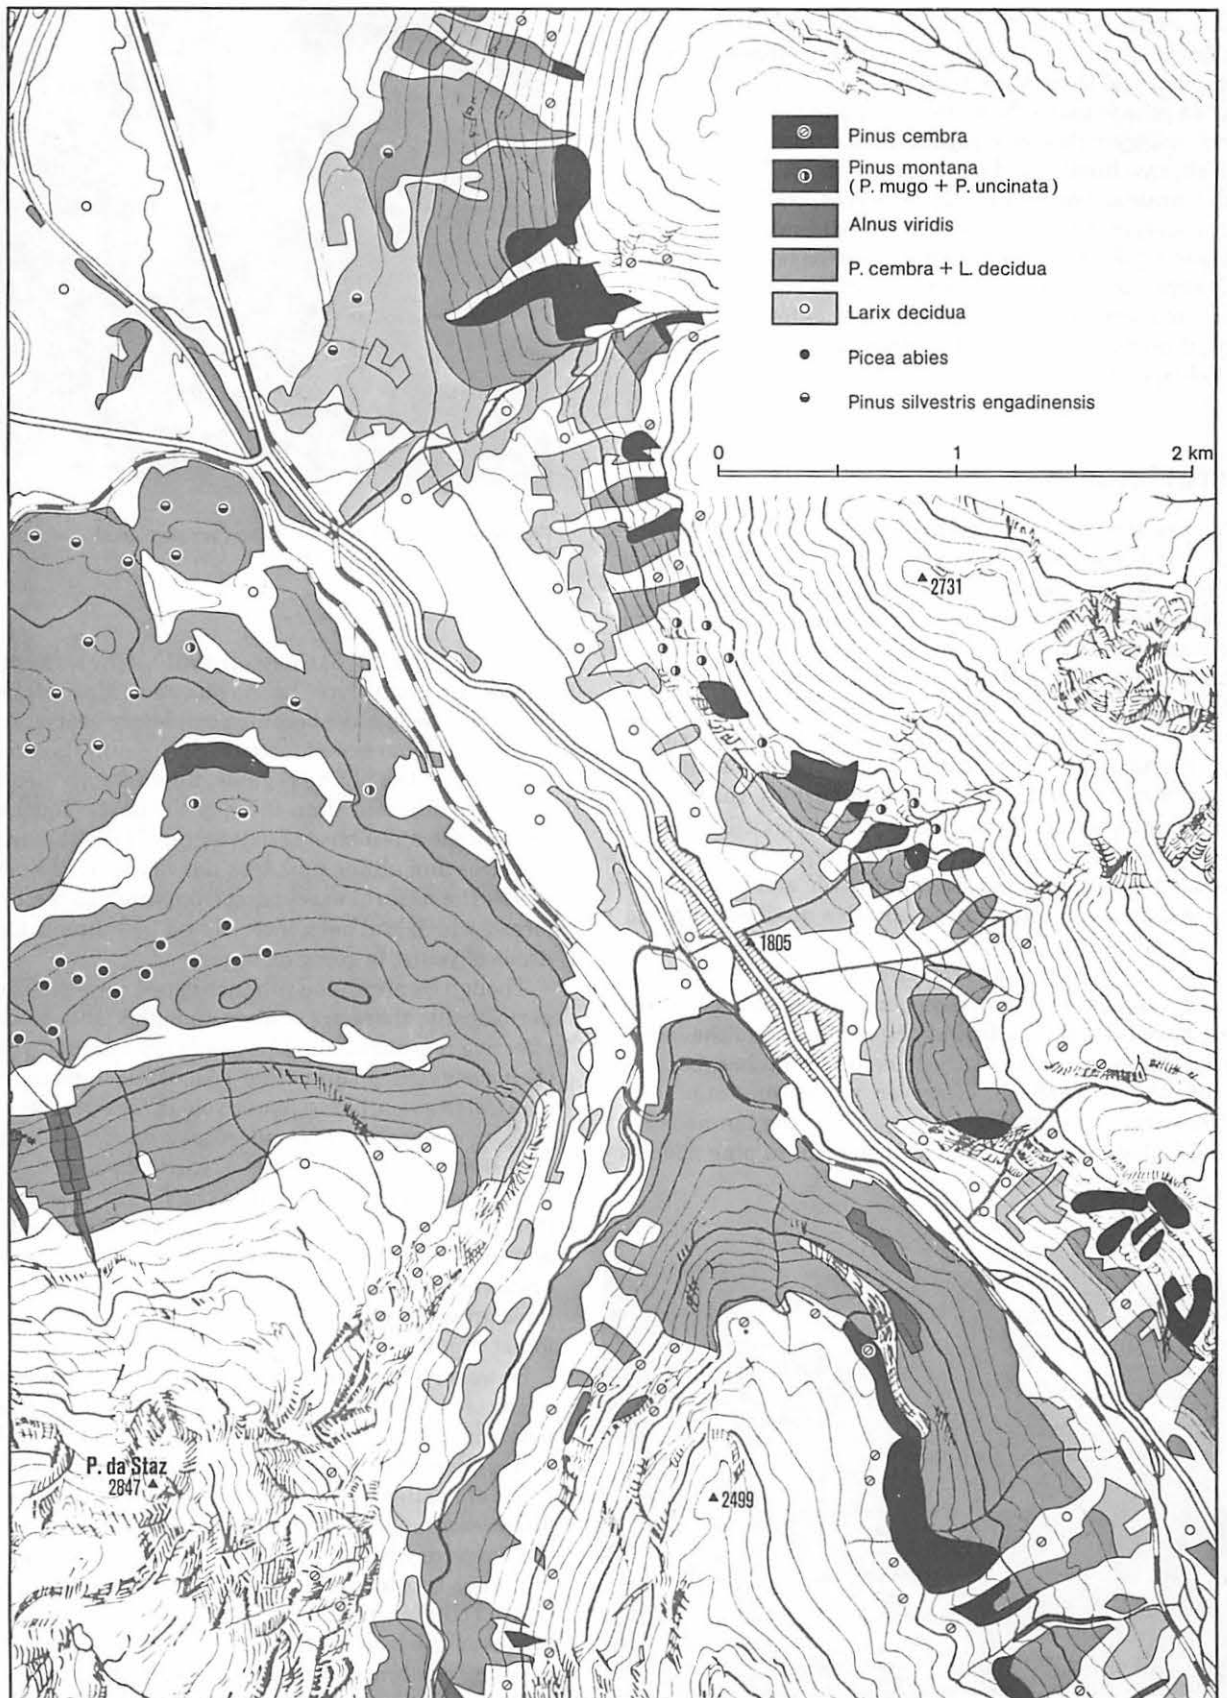 Pinus cembra
Pinus montana
(P. mugo + P. uncinata)
Alnus viridis
P. cembra + L. decidua
Larix decidua
Picea abies
Pinus silvestris engadinensis
0 1 2 km
2731
1805
P. da Staz
2847
2499